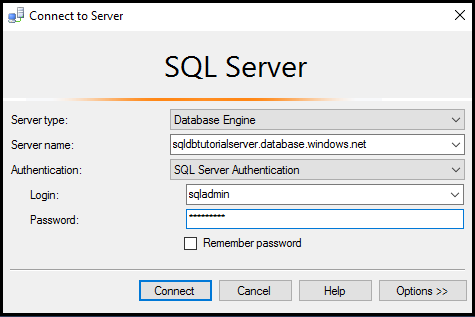 Connect to Server
SQL Server
Server type: Database Engine
Server name: sqldbtutorialserver.database.windows.net
Authentication: SQL Server Authentication
Login: sqladmin
Password: *********
Remember password
Connect Cancel Help Options >>